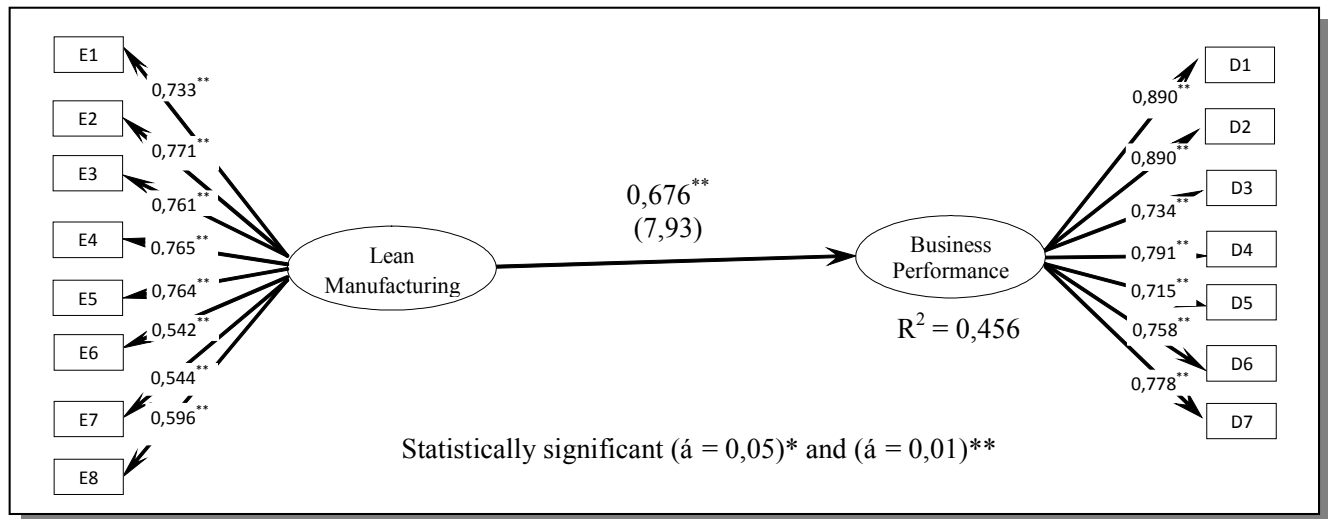 E1
0,733**
E2
0,771**
E3
0,761**
E4
0,765**
E5
0,764**
E6
0,542**
E7
0,544**
E8
0,596**
Lean
Manufacturing
0,676**
(7,93)
Business
Performance
R² = 0,456
D1
0,890**
D2
0,890**
D3
0,734**
D4
0,791**
D5
0,715**
D6
0,758**
D7
0,778**
Statistically significant (á = 0,05)* and (á = 0,01)**